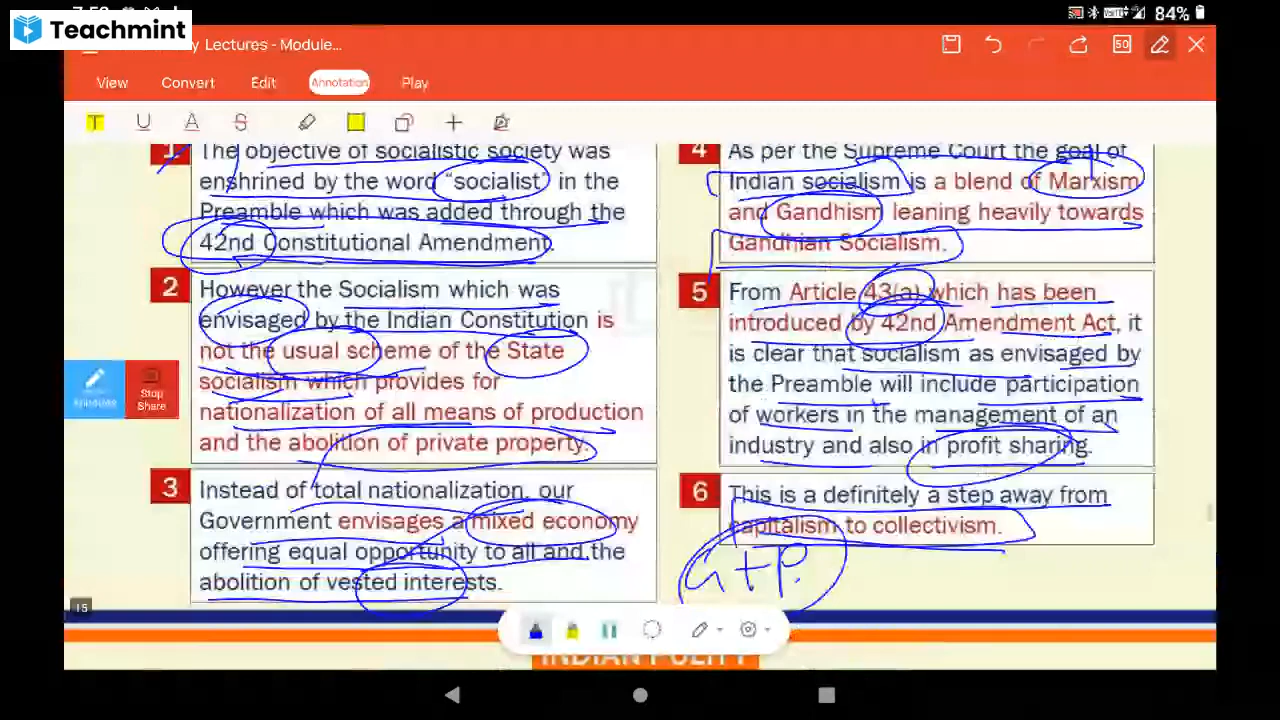 Teachmint
84%
Lectures - Module...
50
View Convert Edit Annotation Play
T U A S
1 The objective of socialistic society was
enshrined by the word “socialist” in the
Preamble which was added through the
42nd Constitutional Amendment.
2 However the Socialism which was
envisaged by the Indian Constitution is
not the usual scheme of the State
socialism which provides for
nationalization of all means of production
and the abolition of private property.
3 Instead of total nationalization, our
Government envisages a mixed economy
offering equal opportunity to all and the
abolition of vested interests.
4 As per the Supreme Court the goal of
Indian socialism is a blend of Marxism
and Gandhism leaning heavily towards
Gandhian Socialism.
5 From Article 43(a) which has been
introduced by 42nd Amendment Act, it
is clear that socialism as envisaged by
the Preamble will include participation
of workers in the management of an
industry and also in profit sharing.
6 This is a definitely a step away from
capitalism to collectivism.
Stop
Share
15
INDIAN POLITY